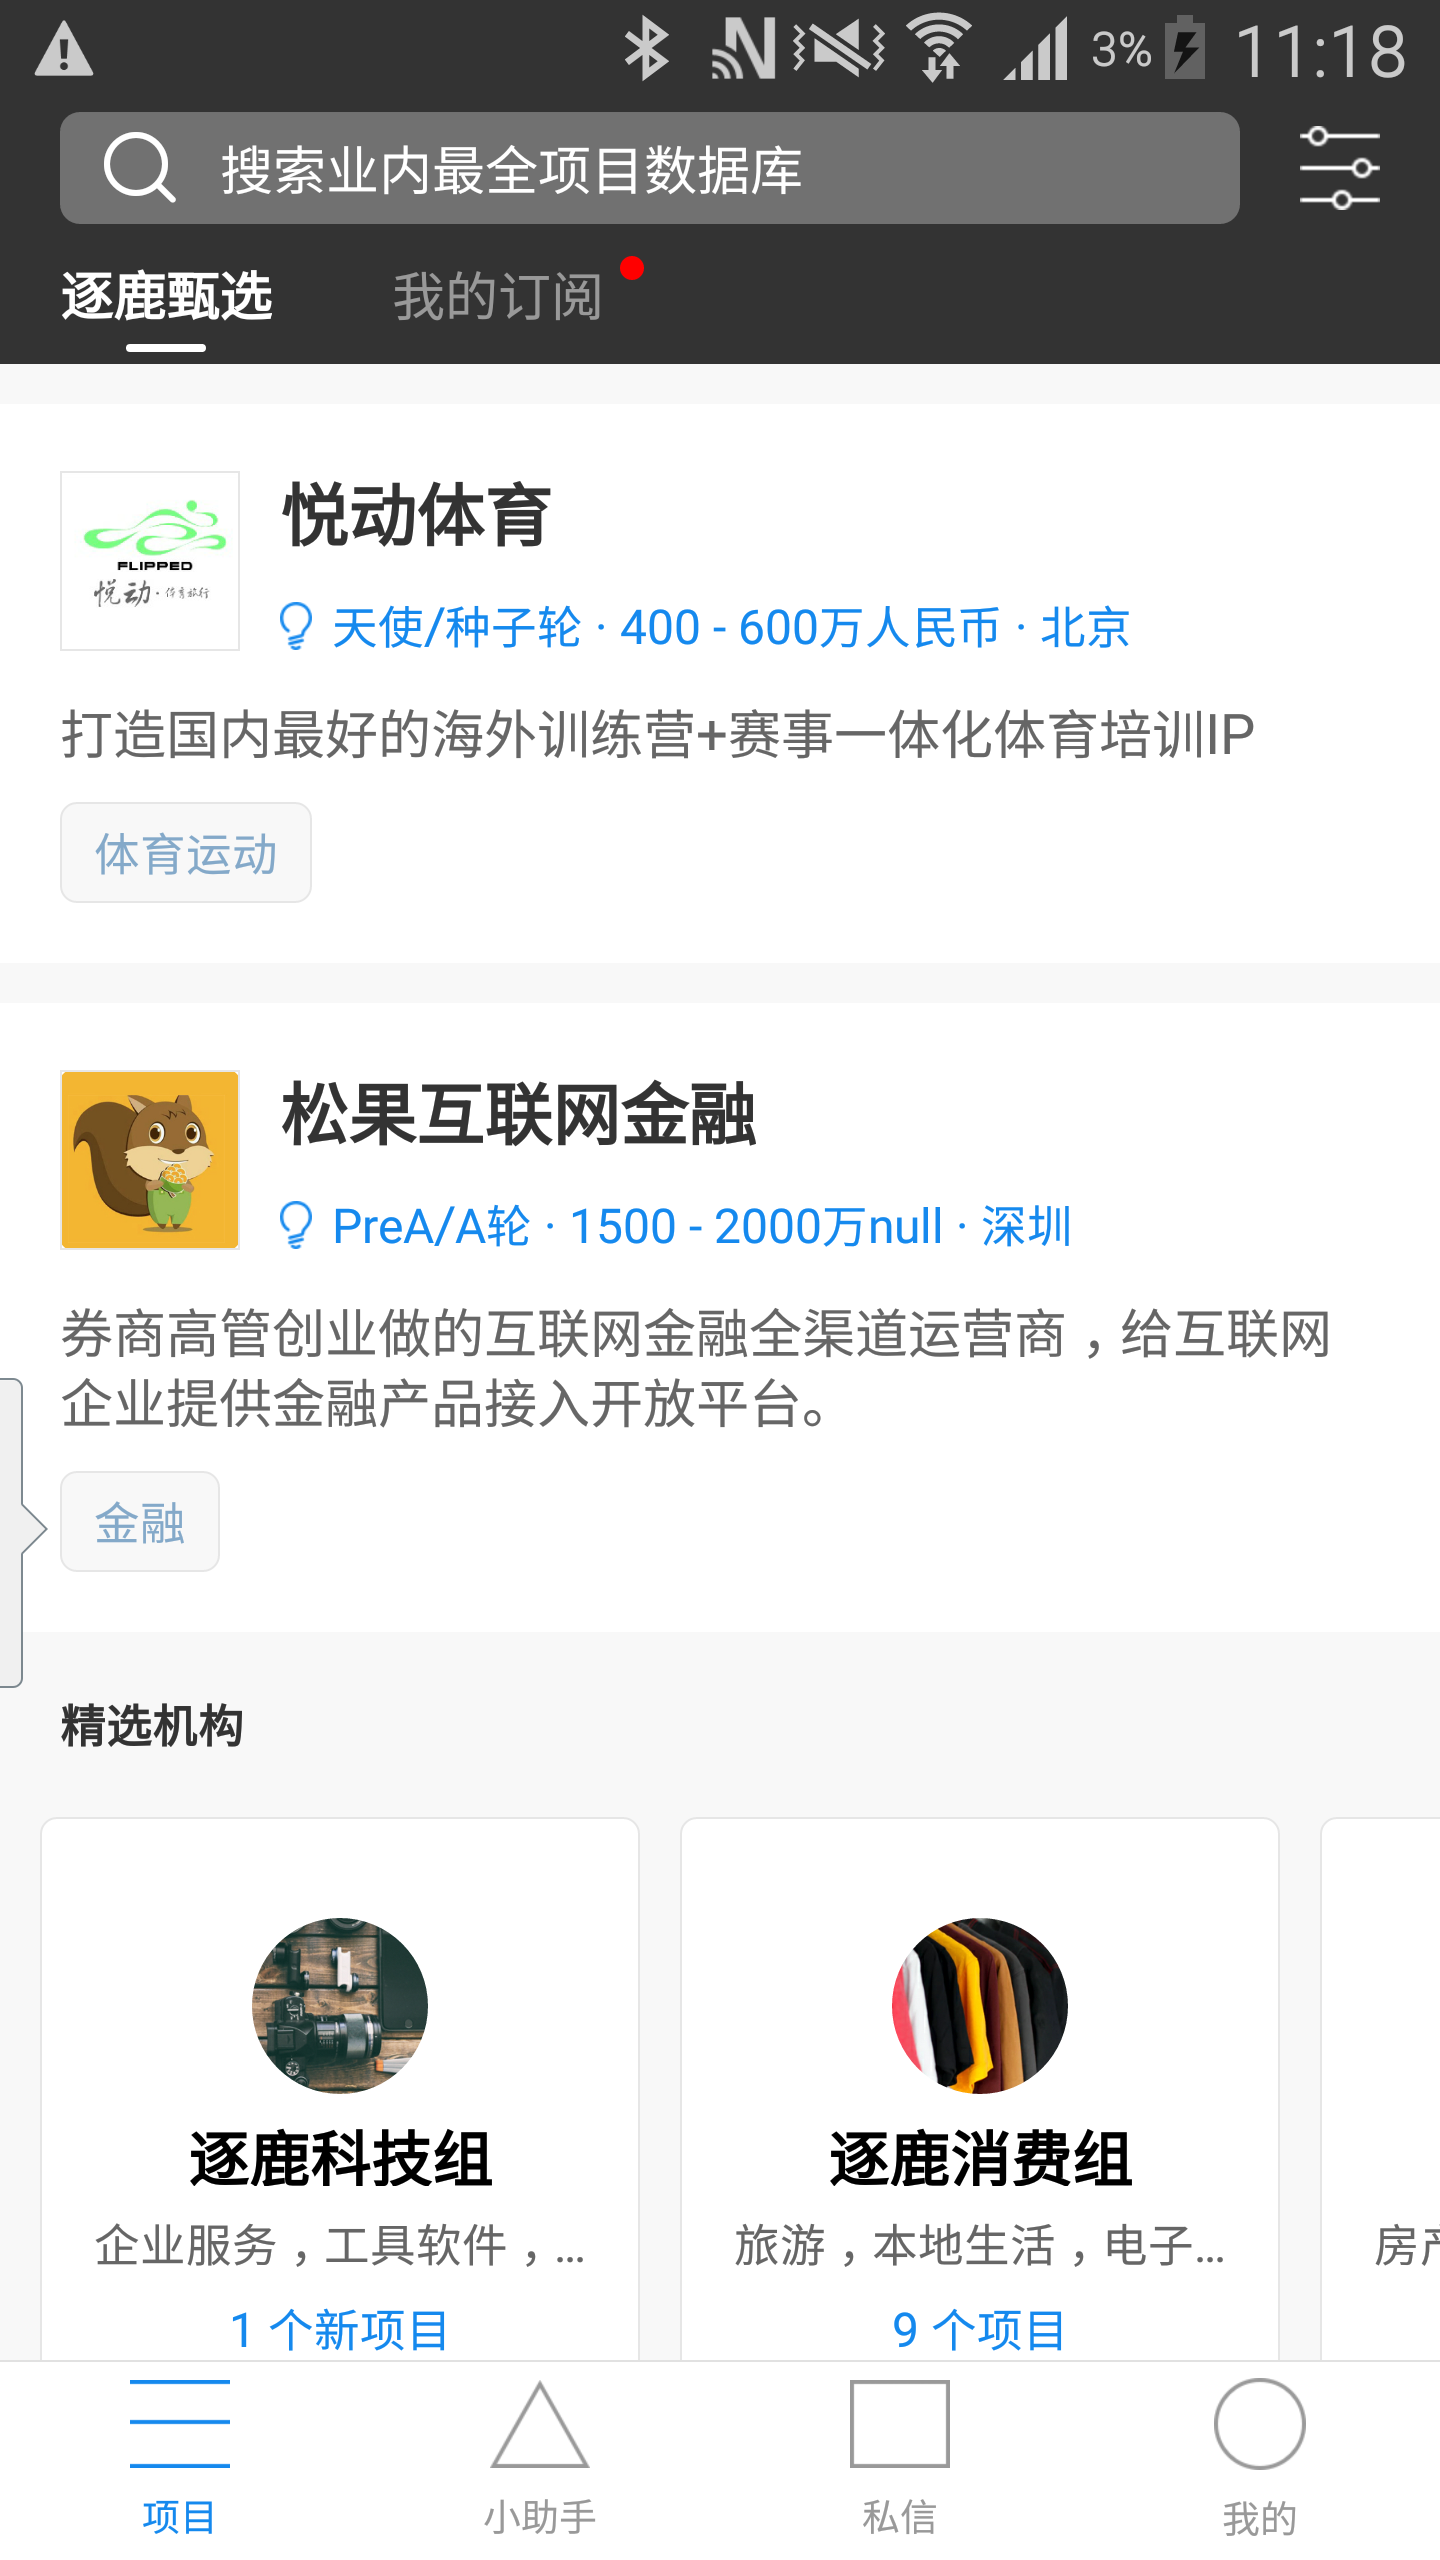 3% 11:18
搜索业内最全项目数据库
逐鹿甄选 我的订阅
悦动体育
FLIPPED
悦动·体育旅行
天使/种子轮 · 400 - 600万人民币 · 北京
打造国内最好的海外训练营+赛事一体化体育培训IP
体育运动
松果互联网金融
PreA/A轮 · 1500 - 2000万null · 深圳
券商高管创业做的互联网金融全渠道运营商，给互联网
企业提供金融产品接入开放平台。
金融
精选机构
逐鹿科技组 逐鹿消费组
企业服务，工具软件，... 旅游，本地生活，电子... 房产
1 个新项目 9 个项目
项目 小助手 私信 我的